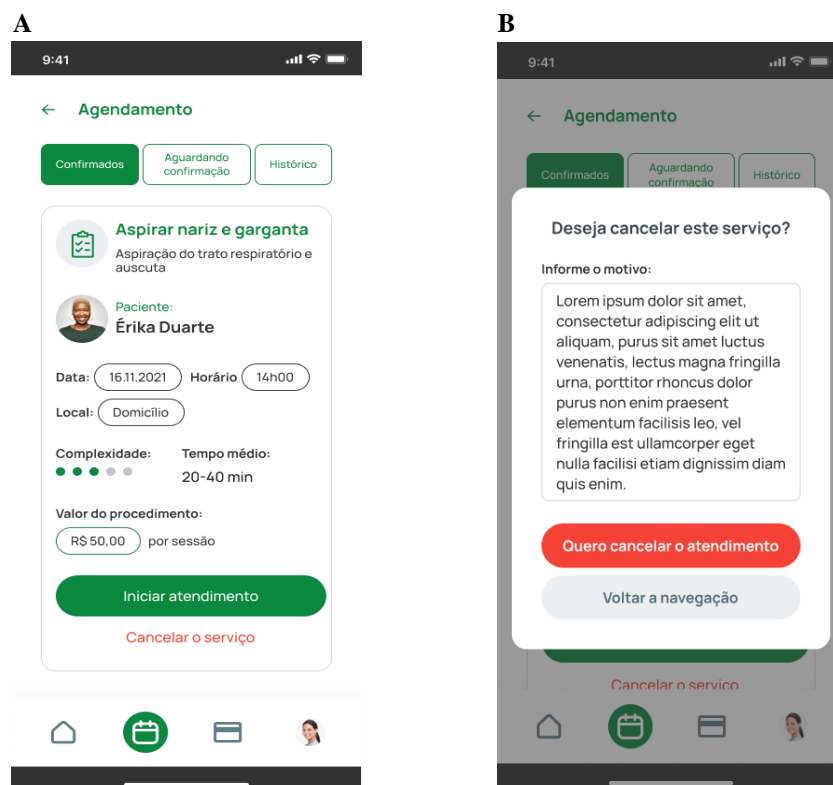 A
9:41
Agendamento
Confirmados
Aguardando
confirmação
Histórico
Aspirar nariz e garganta
Aspiração do trato respiratório e
auscuta
Paciente:
Érika Duarte
Data: 16.11.2021 Horário 14h00
Local: Domicílio
Complexidade: Tempo médio:
20-40 min
Valor do procedimento:
R$ 50,00 por sessão
Iniciar atendimento
Cancelar o serviço
B
9:41
Agendamento
Confirmados
Aguardando
confirmação
Histórico
Deseja cancelar este serviço?
Informe o motivo:
Lorem ipsum dolor sit amet,
consectetur adipiscing elit ut
aliquam, purus sit amet luctus
venenatis, lectus magna fringilla
urna, porttitor rhoncus dolor
purus non enim praesent
elementum facilisis leo, vel
fringilla est ullamcorper eget
nulla facilisi etiam dignissim diam
quis enim.
Quero cancelar o atendimento
Voltar a navegação
Cancelar o serviço